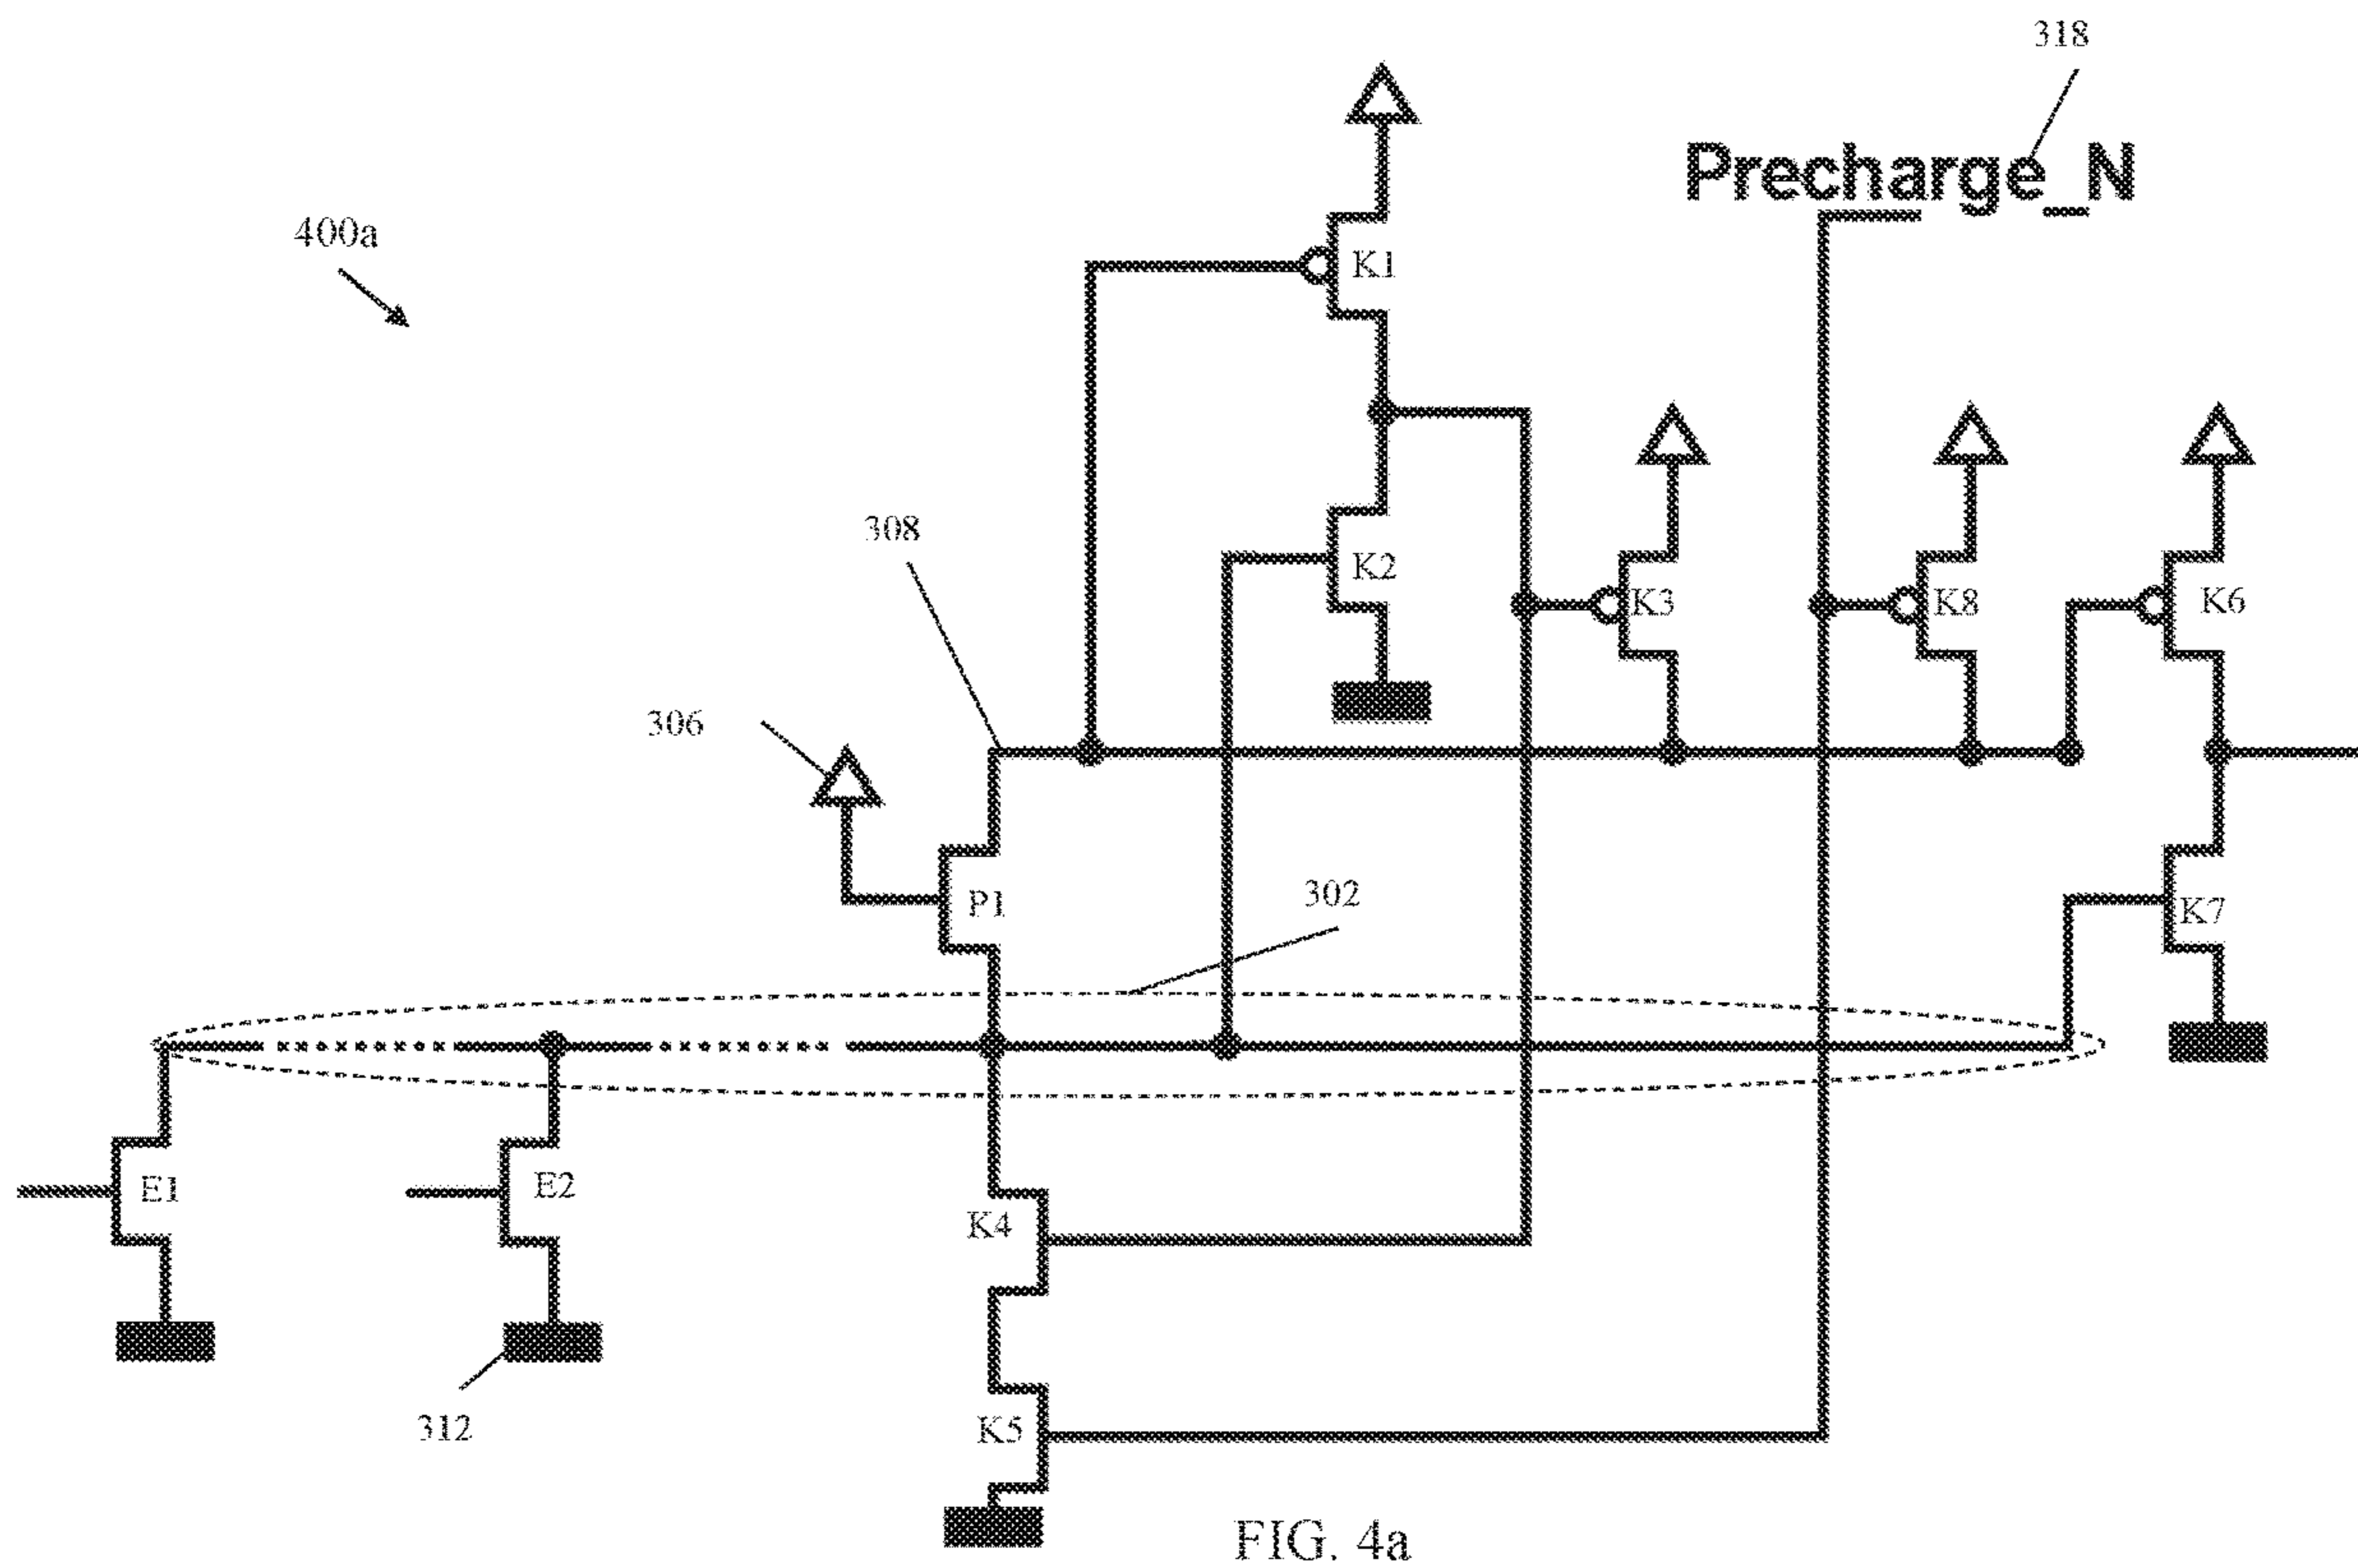 318
Precharge_N
400a
K1
308
K2
K3
K8
K6
306
P1
302
K7
E1
E2
K4
312
K5
FIG. 4a